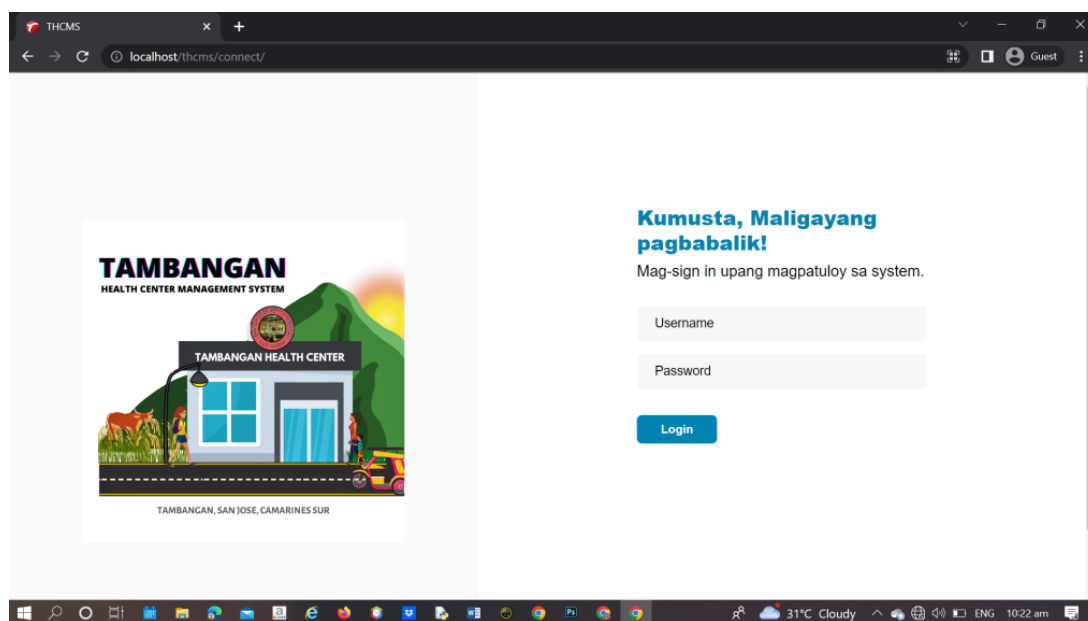 THCMS
localhost/thcms/connect/
Guest
TAMBANGAN
HEALTH CENTER MANAGEMENT SYSTEM
TAMBANGAN HEALTH CENTER
TAMBANGAN, SAN JOSE, CAMARINES SUR
Kumusta, Maligayang
pagbabalik!
Mag-sign in upang magpatuloy sa system.
Username
Password
Login
31°C Cloudy
ENG
10:22 am